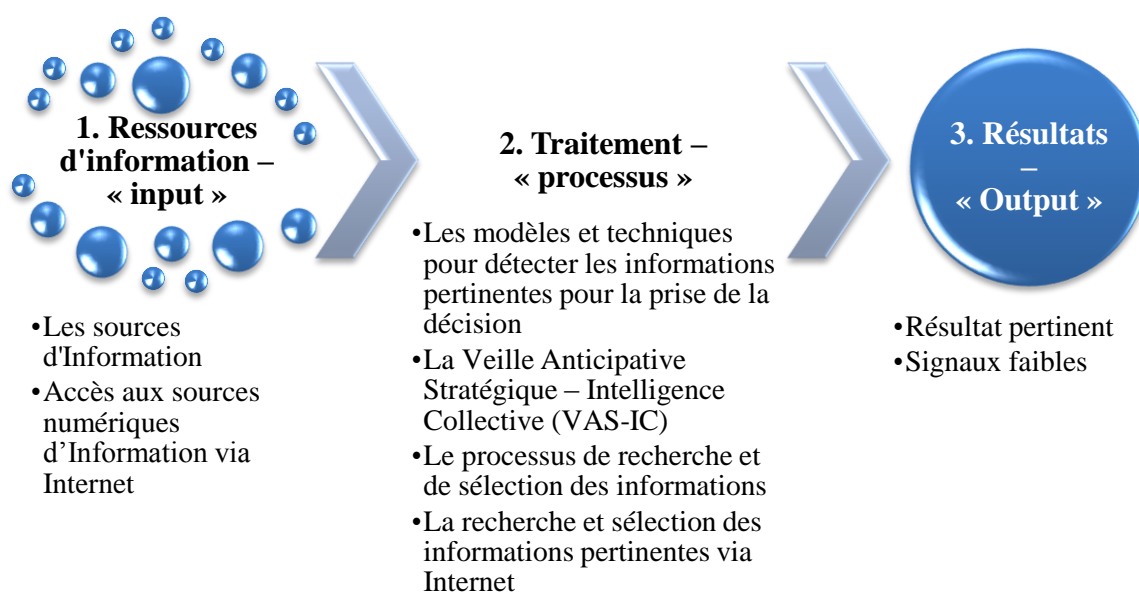 1. Ressources
d'information –
« input »
•Les sources
d'Information
•Accès aux sources
numériques
d’Information via
Internet
2. Traitement –
« processus »
•Les modèles et techniques
pour détecter les informations
pertinentes pour la prise de la
décision
•La Veille Anticipative
Stratégique – Intelligence
Collective (VAS-IC)
•Le processus de recherche et
de sélection des informations
•La recherche et sélection des
informations pertinentes via
Internet
3. Résultats
–
« Output »
•Résultat pertinent
•Signaux faibles